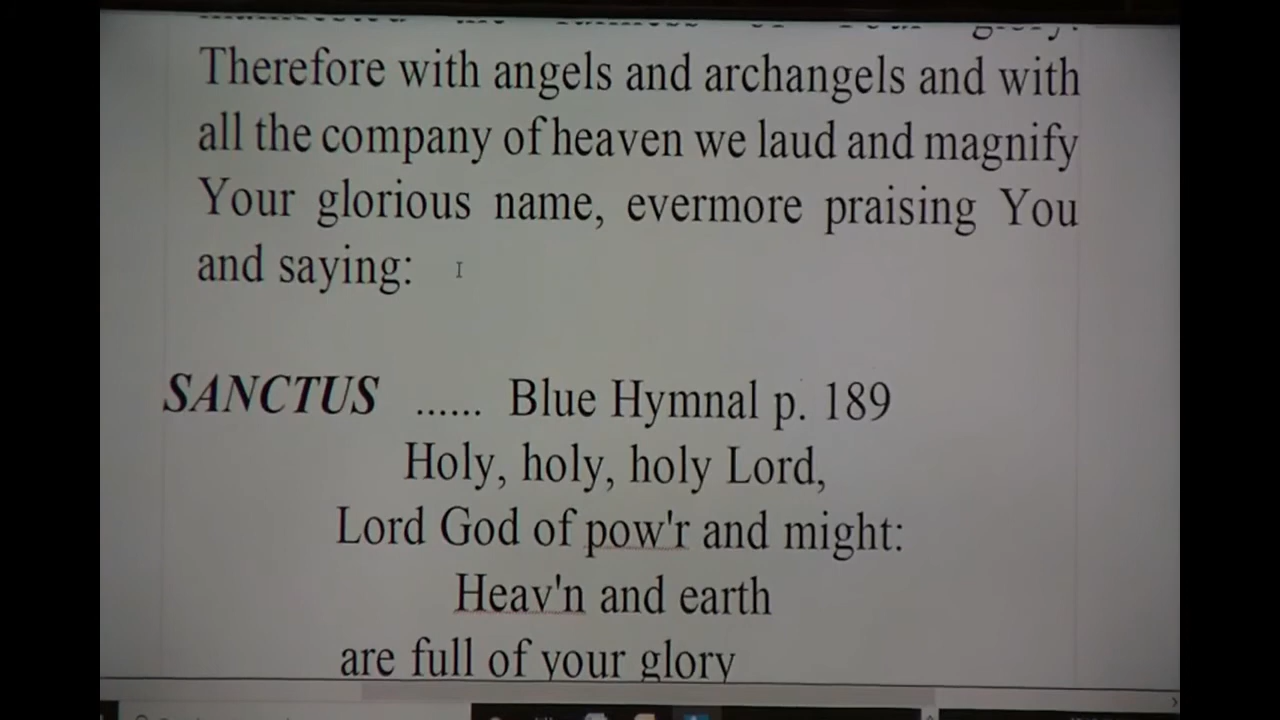 glory.
Therefore with angels and archangels and with
all the company of heaven we laud and magnify
Your glorious name, evermore praising You
and saying:
SANCTUS ...... Blue Hymnal p. 189
Holy, holy, holy Lord,
Lord God of pow'r and might:
Heav'n and earth
are full of your glory